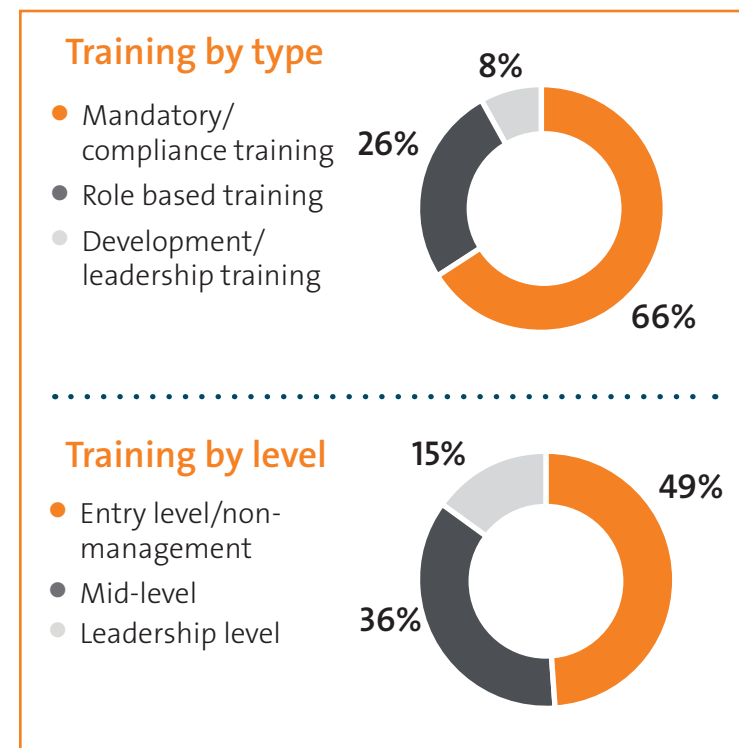 Training by type
Mandatory/
compliance training
Role based training
Development/
leadership training
8%
26%
66%
Training by level
Entry level/non-
management
Mid-level
Leadership level
15%
49%
36%